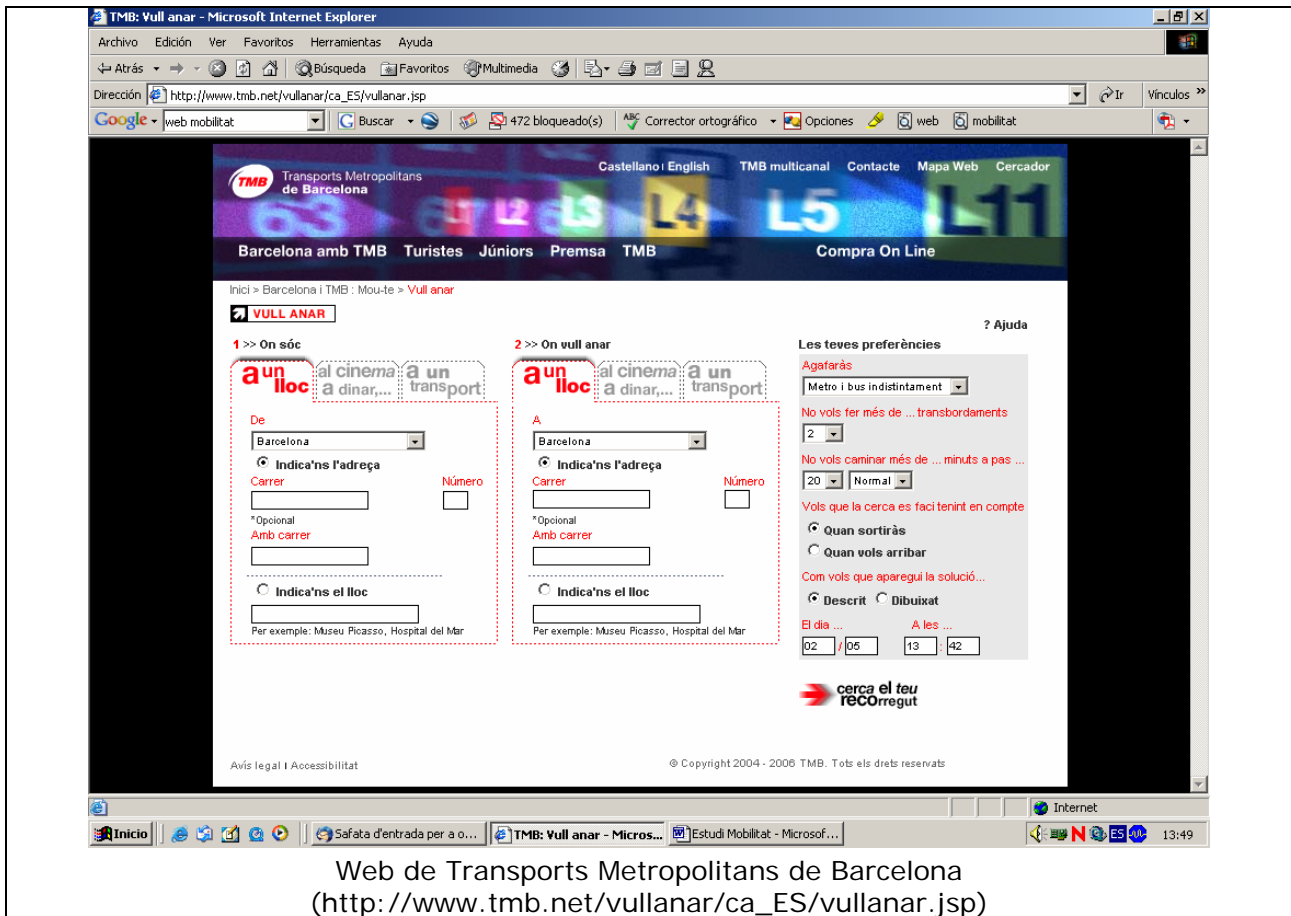 TMB: Vull anar - Microsoft Internet Explorer
Archivo Edición Ver Favoritos Herramientas Ayuda
Atrás Búsqueda Favoritos Multimedia
Dirección http://www.tmb.net/vullanar/ca_ES/vullanar.jsp Ir Vínculos »
Google web mobilitat Buscar 472 bloqueado(s) ABC Corrector ortográfico Opciones web mobilitat
Castellano | English TMB multicanal Contacte Mapa Web Cercador
TMB Transports Metropolitans
de Barcelona
63 67 L1 L2 63 L3 L4 L5 L11
Barcelona amb TMB Turistes Júniors Premsa TMB Compra On Line
Inici > Barcelona i TMB : Mou-te > Vull anar
VULL ANAR
? Ajuda
1 >> On sóc
a un lloc al cinema a dinar,... a un transport
De
Barcelona
Indica'ns l'adreça
Carrer Número
*Opcional
Amb carrer
Indica'ns el lloc
Per exemple: Museu Picasso, Hospital del Mar
2 >> On vull anar
a un lloc al cinema a dinar,... a un transport
A
Barcelona
Indica'ns l'adreça
Carrer Número
*Opcional
Amb carrer
Indica'ns el lloc
Per exemple: Museu Picasso, Hospital del Mar
Les teves preferències
Agafaràs
Metro i bus indistintament
No vols fer més de ... transbordaments
2
No vols caminar més de ... minuts a pas ...
20 Normal
Vols que la cerca es faci tenint en compte
Quan sortiràs
Quan vols arribar
Com vols que aparegui la solució...
Descrit Dibuixat
El dia ... A les ...
02 / 05 13 : 42
cerca el teu
recorregut
Avís legal | Accessibilitat © Copyright 2004 - 2006 TMB. Tots els drets reservats
Internet
Inicio Safata d'entrada per a o... TMB: Vull anar - Micros... Estudi Mobilitat - Microsof... N ES 13:49
Web de Transports Metropolitans de Barcelona
(http://www.tmb.net/vullanar/ca_ES/vullanar.jsp)